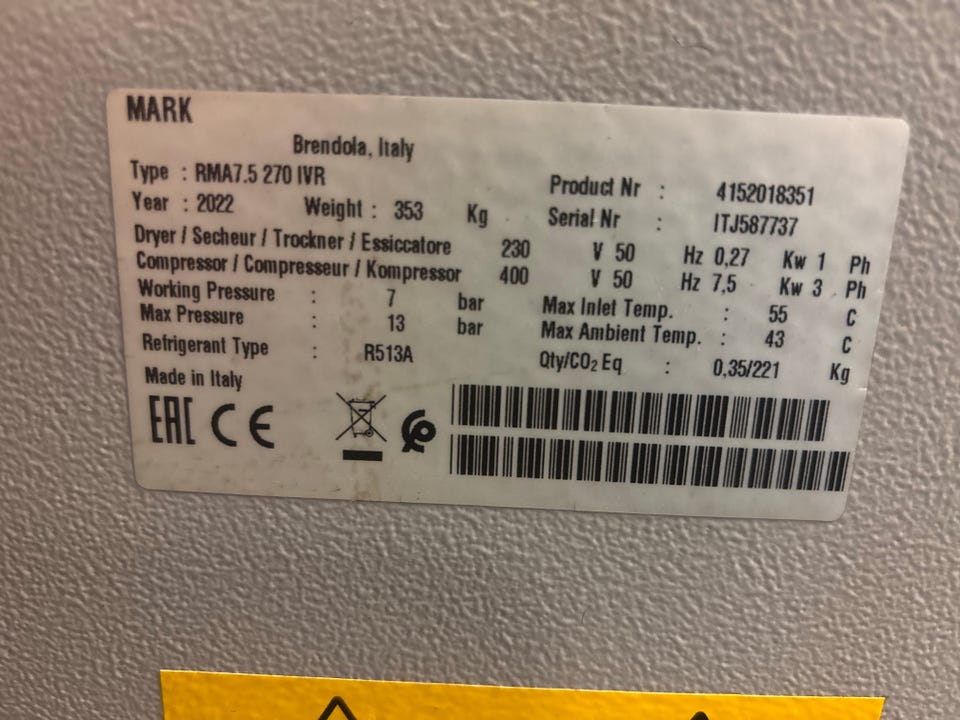 MARK
Brendola, Italy
Type : RMA7.5 270 IVR Product Nr : 4152018351
Year : 2022 Weight : 353 Kg Serial Nr : ITJ587737
Dryer / Secheur / Trockner / Essiccatore 230 V 50 Hz 0,27 Kw 1 Ph
Compressor / Compresseur / Kompressor 400 V 50 Hz 7,5 Kw 3 Ph
Working Pressure : 7 bar Max Inlet Temp. : 55 C
Max Pressure : 13 bar Max Ambient Temp. : 43 C
Refrigerant Type : R513A Qty/CO₂ Eq : 0,35/221 Kg
Made in Italy
EAC CE